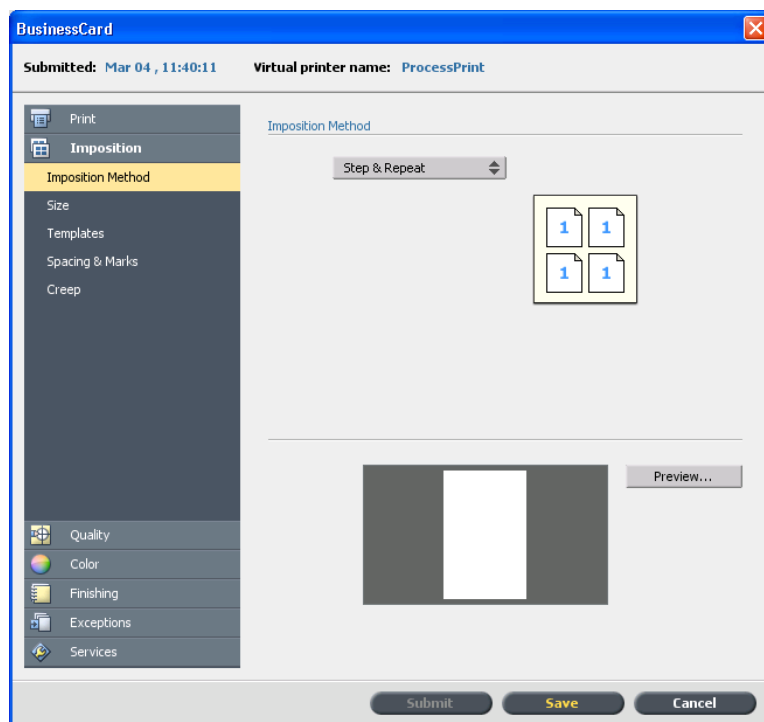 BusinessCard
Submitted: Mar 04 , 11:40:11 Virtual printer name: ProcessPrint
Print
Imposition
Imposition Method
Size
Templates
Spacing & Marks
Creep
Quality
Color
Finishing
Exceptions
Services
Imposition Method
Step & Repeat
1 1
1 1
Preview...
Submit Save Cancel